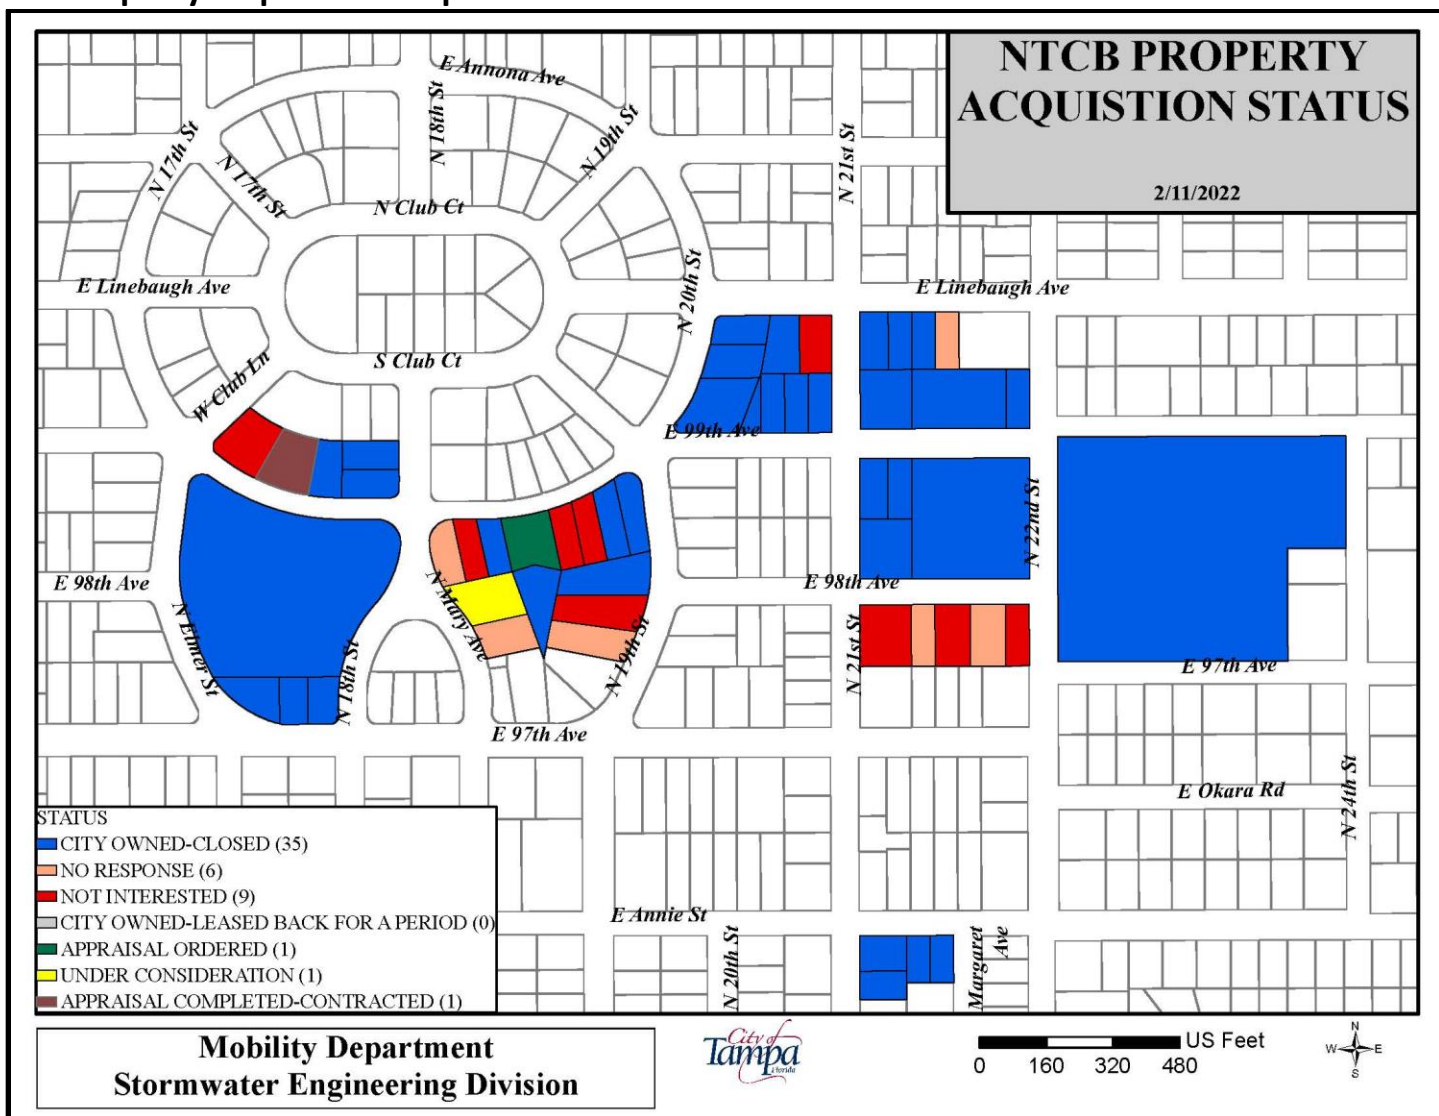 NTCB PROPERTY
ACQUISTION STATUS
2/11/2022
E Annona Ave
N 17th St
N 17th St
N 18th St
N 19th St
N 21st St
N Club Ct
E Linebaugh Ave
N 20th St
E Linebaugh Ave
S Club Ct
W Club Ln
E 99th Ave
N 22nd St
E 98th Ave
N Mary Ave
E 98th Ave
N Elmer St
N 18th St
N 19th St
N 21st St
E 97th Ave
E 97th Ave
E Okara Rd
N 24th St
STATUS
CITY OWNED-CLOSED (35)
NO RESPONSE (6)
NOT INTERESTED (9)
CITY OWNED-LEASED BACK FOR A PERIOD (0)
APPRAISAL ORDERED (1)
UNDER CONSIDERATION (1)
APPRAISAL COMPLETED-CONTRACTED (1)
E Annie St
N 20th St
Margaret
Ave
Mobility Department
Stormwater Engineering Division
City of
Tampa
Florida
US Feet
0 160 320 480
N
W E
S